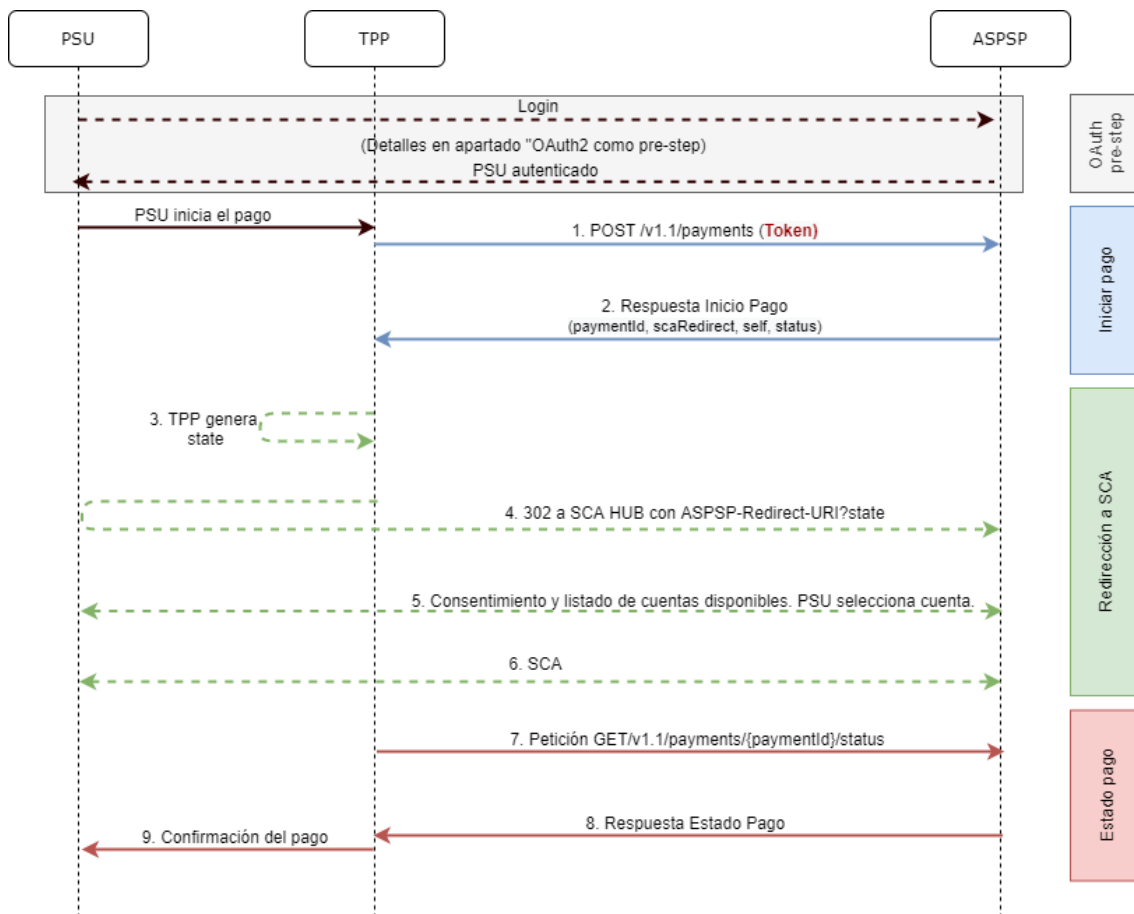 PSU
TPP
ASPSP
Login
(Detalles en apartado "OAuth2 como pre-step)
PSU autenticado
OAuth
pre-step
PSU inicia el pago
1. POST /v1.1/payments (Token)
2. Respuesta Inicio Pago
(paymentId, scaRedirect, self, status)
Iniciar pago
3. TPP genera
state
4. 302 a SCA HUB con ASPSP-Redirect-URI?state
5. Consentimiento y listado de cuentas disponibles. PSU selecciona cuenta.
6. SCA
Redirección a SCA
7. Petición GET/v1.1/payments/{paymentId}/status
8. Respuesta Estado Pago
9. Confirmación del pago
Estado pago